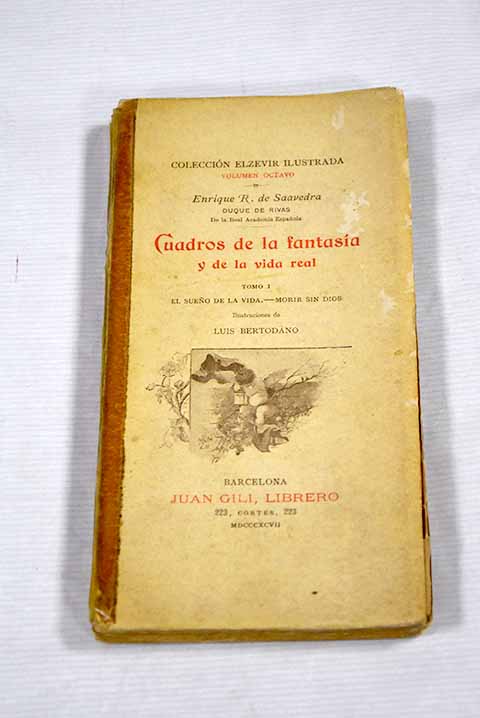 COLECCIÓN ELZEVIR ILUSTRADA
VOLUMEN OCTAVO
Enrique R. de Saavedra
DUQUE DE RIVAS
De la Real Academia Española
Cuadros de la fantasía
y de la vida real
TOMO I
EL SUEÑO DE LA VIDA.—MORIR SIN DIOS
Ilustraciones de
LUIS BERTODANO
BARCELONA
JUAN GILI, LIBRERO
223, CORTES, 223
MDCCCXCVII